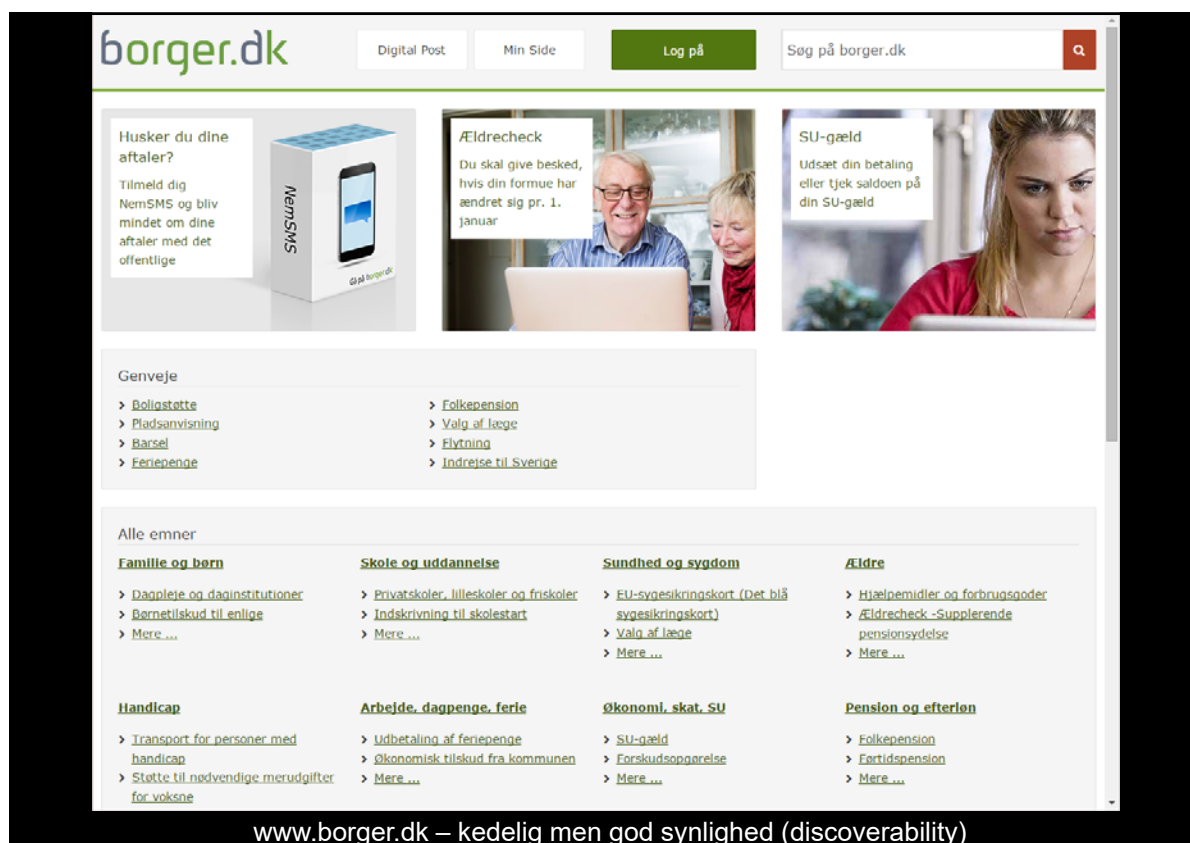 borger.dk
Digital Post
Min Side
Log på
Søg på borger.dk
Husker du dine
aftaler?
Tilmeld dig
NemSMS og bliv
mindet om dine
aftaler med det
offentlige
NemSMS
Gå på borger.dk
Ældrecheck
Du skal give besked,
hvis din formue har
ændret sig pr. 1.
januar
SU-gæld
Udsæt din betaling
eller tjek saldoen på
din SU-gæld
Genveje
Boligstøtte
Pladsanvisning
Barsel
Feriepenge
Folkepension
Valg af læge
Flytning
Indrejse til Sverige
Alle emner
Familie og børn
Dagpleje og daginstitutioner
Børnetilskud til enlige
Mere ...
Skole og uddannelse
Privatskoler, lilleskoler og friskoler
Indskrivning til skolestart
Mere ...
Sundhed og sygdom
EU-sygesikringskort (Det blå
sygesikringskort)
Valg af læge
Mere ...
Ældre
Hjælpemidler og forbrugsgoder
Ældrecheck -Supplerende
pensionsydelse
Mere ...
Handicap
Transport for personer med
handicap
Støtte til nødvendige merudgifter
for voksne
Arbejde, dagpenge, ferie
Udbetaling af feriepenge
Økonomisk tilskud fra kommunen
Mere ...
Økonomi, skat, SU
SU-gæld
Forskudsopgørelse
Mere ...
Pension og efterløn
Folkepension
Førtidspension
Mere ...
www.borger.dk – kedelig men god synlighed (discoverability)